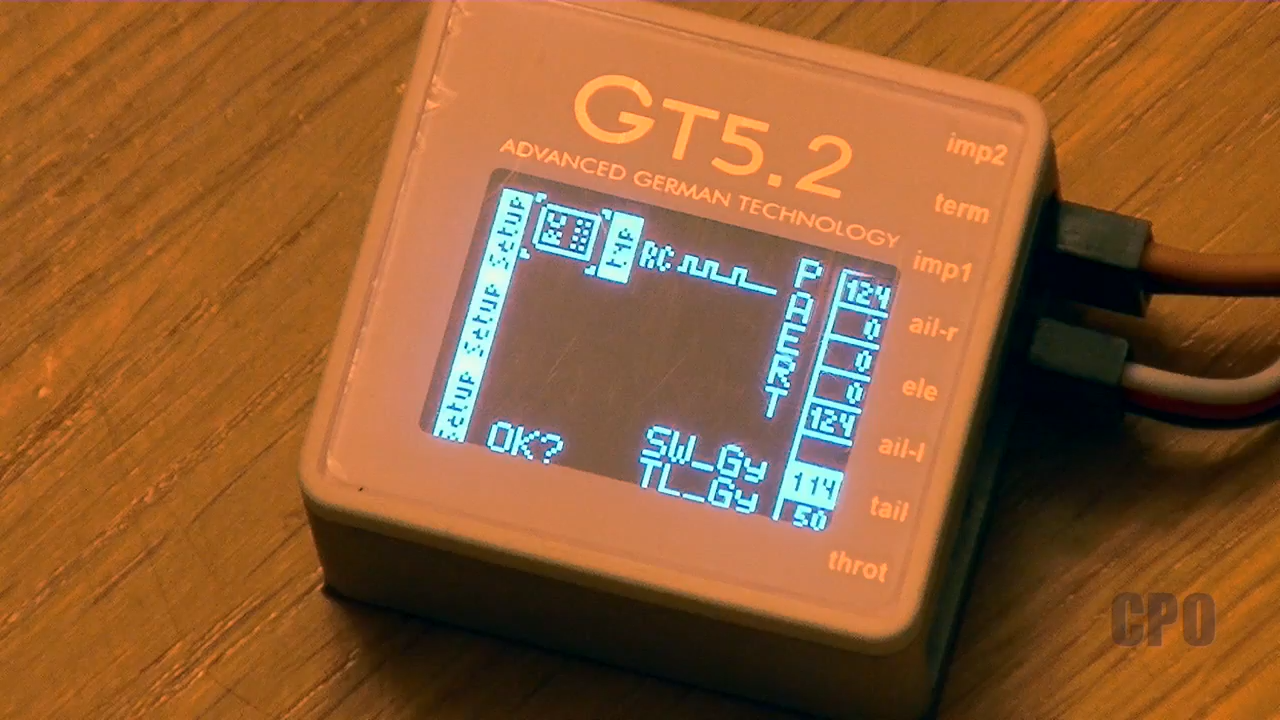 GT5.2
ADVANCED GERMAN TECHNOLOGY
imp2
term
imp1
ail-r
ele
ail-l
tail
throt
Setup Setup Setup
RC
RC
P 124
A 0
E 0
R 0
T 124
OK?
SW_Gy 114
TL_Gy 50
CPO